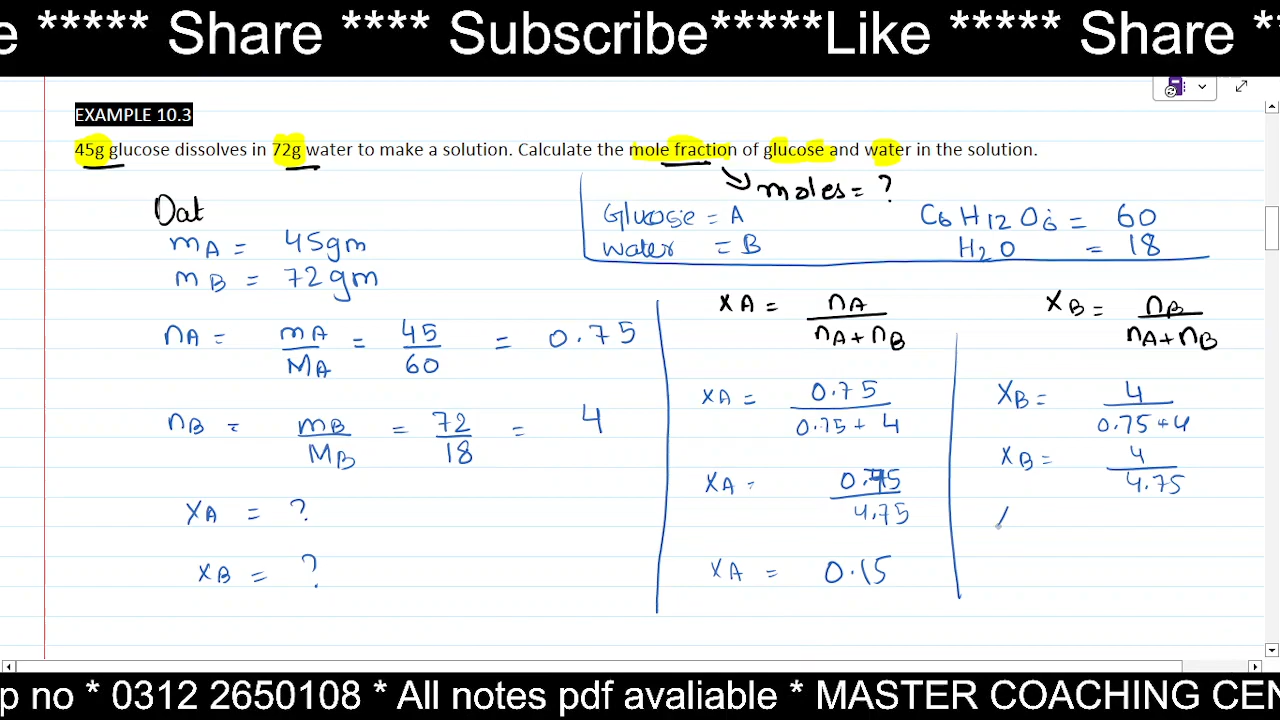 e ***** Share **** Subscribe*****Like ***** Share **
EXAMPLE 10.3
45g glucose dissolves in 72g water to make a solution. Calculate the mole fraction of glucose and water in the solution.
moles = ?
Dat
mA = 45gm
mB = 72gm
Glucose = A
water = B
C6H12O6 = 60
H2O = 18
nA = mA/MA = 45/60 = 0.75
nB = mB/MB = 72/18 = 4
xA = ?
xB = ?
xA = nA/nA+nB
xA = 0.75/0.75+4
xA = 0.75/4.75
xA = 0.15
xB = nB/nA+nB
xB = 4/0.75+4
xB = 4/4.75
p no * 0312 2650108 * All notes pdf avaliable * MASTER COACHING CEN